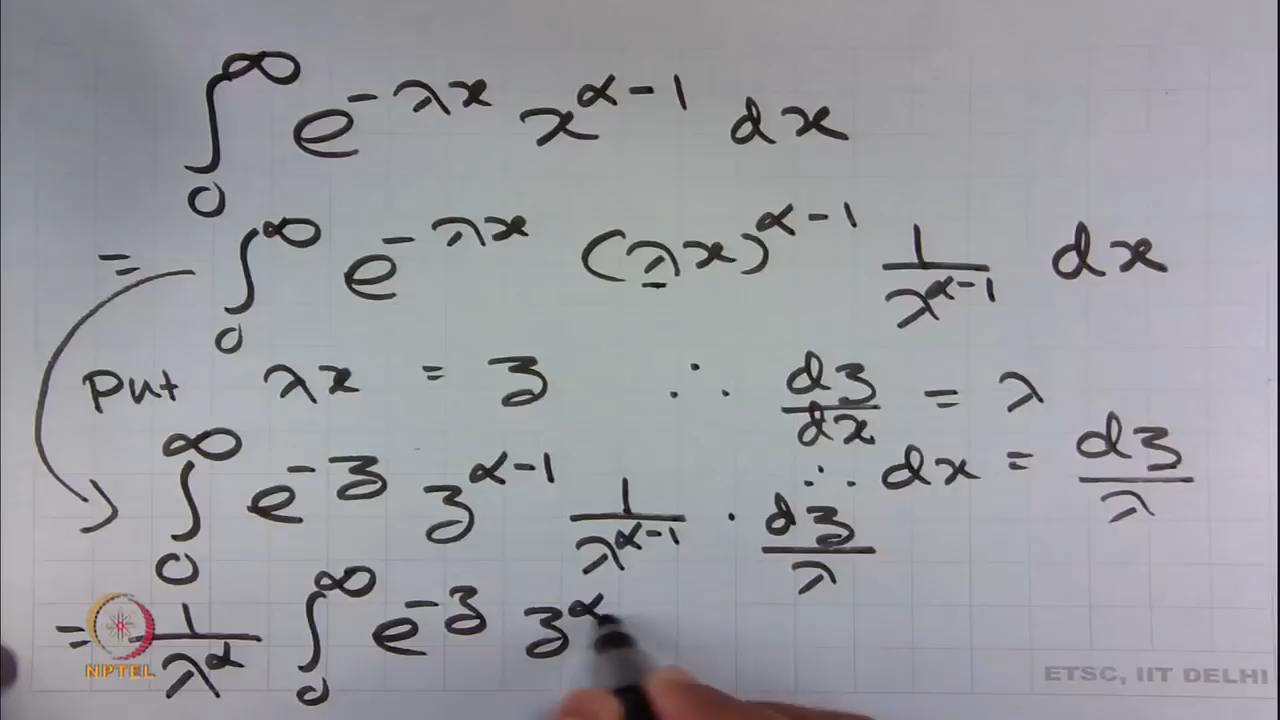 ∫₀^∞ e^{-λx} x^{α-1} dx
= ∫₀^∞ e^{-λx} (λx)^{α-1} 1/λ^{α-1} dx
Put λx = z ∴ dz/dx = λ
∴ dx = dz/λ
∫₀^∞ e^{-z} z^{α-1} 1/λ^{α-1} · dz/λ
= 1/λ^α ∫₀^∞ e^{-z} z^α
NPTEL
ETSC, IIT DELHI